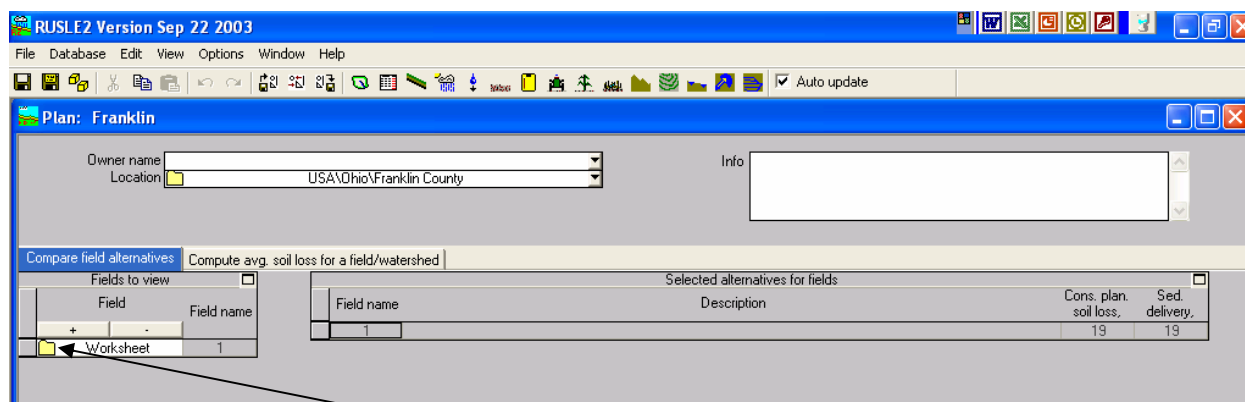 RUSLE2 Version Sep 22 2003
File Database Edit View Options Window Help
Auto update
Plan: Franklin
Owner name
Info
Location USA\Ohio\Franklin County
Compare field alternatives Compute avg. soil loss for a field/watershed
Fields to view
Selected alternatives for fields
Field Field name
Field name Description Cons. plan. soil loss, Sed. delivery,
+ -
1 19 19
Worksheet 1